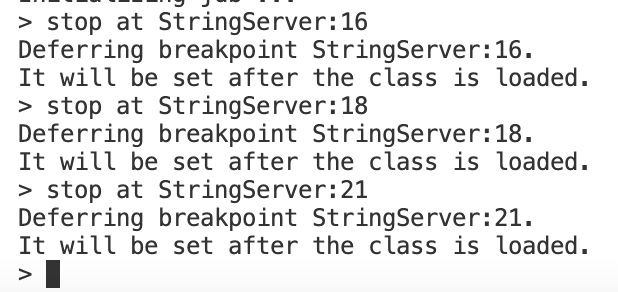 Initializing jdb ...
> stop at StringServer:16
Deferring breakpoint StringServer:16.
It will be set after the class is loaded.
> stop at StringServer:18
Deferring breakpoint StringServer:18.
It will be set after the class is loaded.
> stop at StringServer:21
Deferring breakpoint StringServer:21.
It will be set after the class is loaded.
>